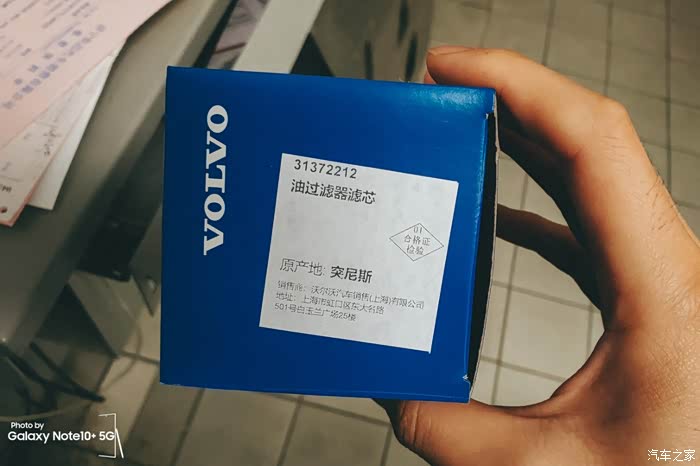 VOLVO
31372212
油过滤器滤芯
01
合格证
检验
原产地: 突尼斯
销售商: 沃尔沃汽车销售(上海)有限公司
地址: 上海市虹口区东大名路
501号白玉兰广场25楼
Photo by
Galaxy Note10+ 5G
汽车之家